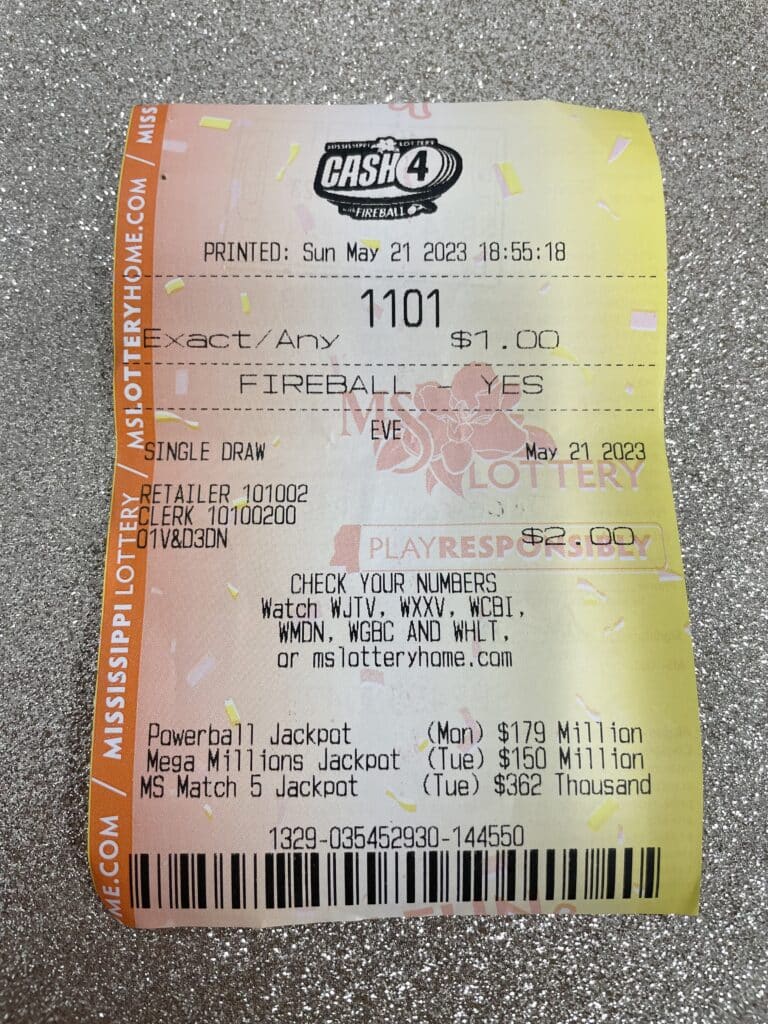 MISSISSIPPI LOTTERY
CASH 4
WITH FIREBALL
PRINTED: Sun May 21 2023 18:55:18
1101
Exact/Any $1.00
FIREBALL - YES
EVE
SINGLE DRAW May 21 2023
MS
LOTTERY
RETAILER 101002
CLERK 10100200
01V&D3DN
$2.00
PLAYRESPONSIBLY
CHECK YOUR NUMBERS
Watch WJTV, WXXV, WCBI,
WMDN, WGBC AND WHLT,
or mslotteryhome.com
Powerball Jackpot (Mon) $179 Million
Mega Millions Jackpot (Tue) $150 Million
MS Match 5 Jackpot (Tue) $362 Thousand
1329-035452930-144550
ME.COM / MISSISSIPPI LOTTERY / MSLOTTERYHOME.COM / MISS